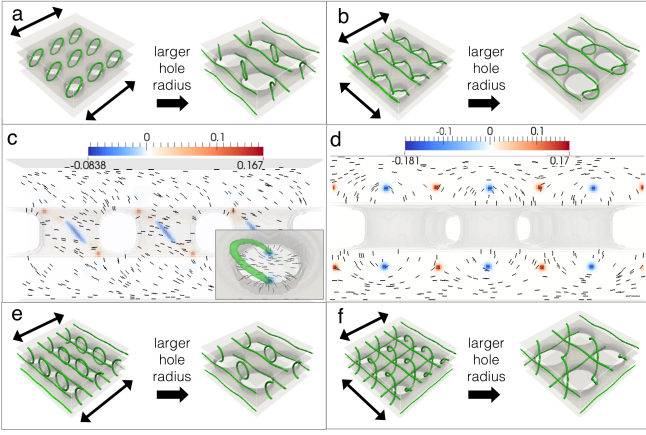 a
larger
hole
radius
b
larger
hole
radius
c
0
0.1
-0.0838
0.167
d
-0.1
0
0.1
-0.181
0.17
e
larger
hole
radius
f
larger
hole
radius